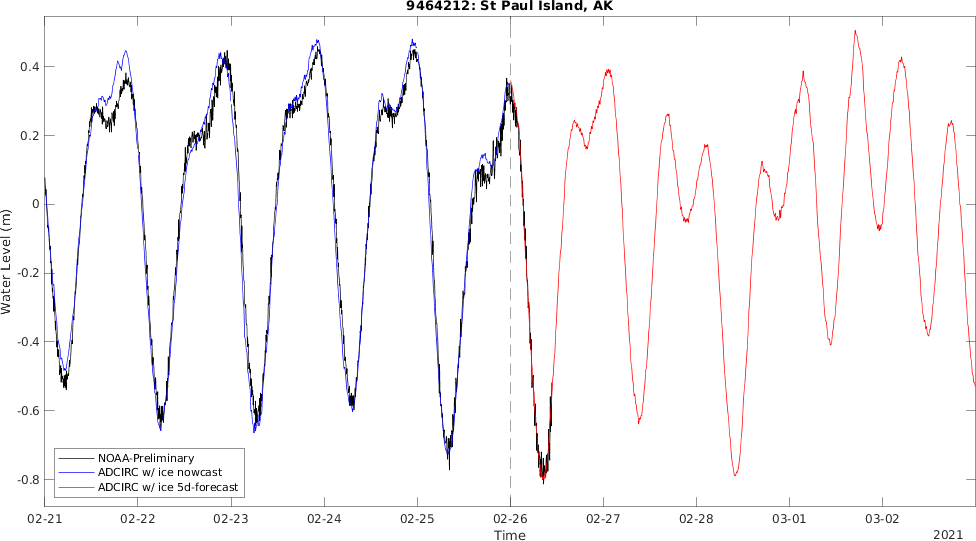 9464212: St Paul Island, AK
Water Level (m)
0.4
0.2
0
-0.2
-0.4
-0.6
-0.8
NOAA-Preliminary
ADCIRC w/ ice nowcast
ADCIRC w/ ice 5d-forecast
02-21 02-22 02-23 02-24 02-25 02-26 02-27 02-28 03-01 03-02
Time
2021